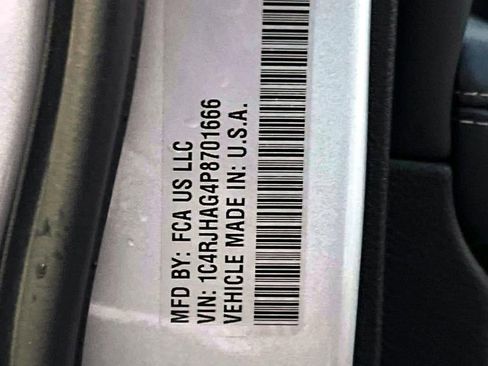 MFD BY: FCA US LLC
VIN: 1C4RJHAG4P8701666
VEHICLE MADE IN: U.S.A.